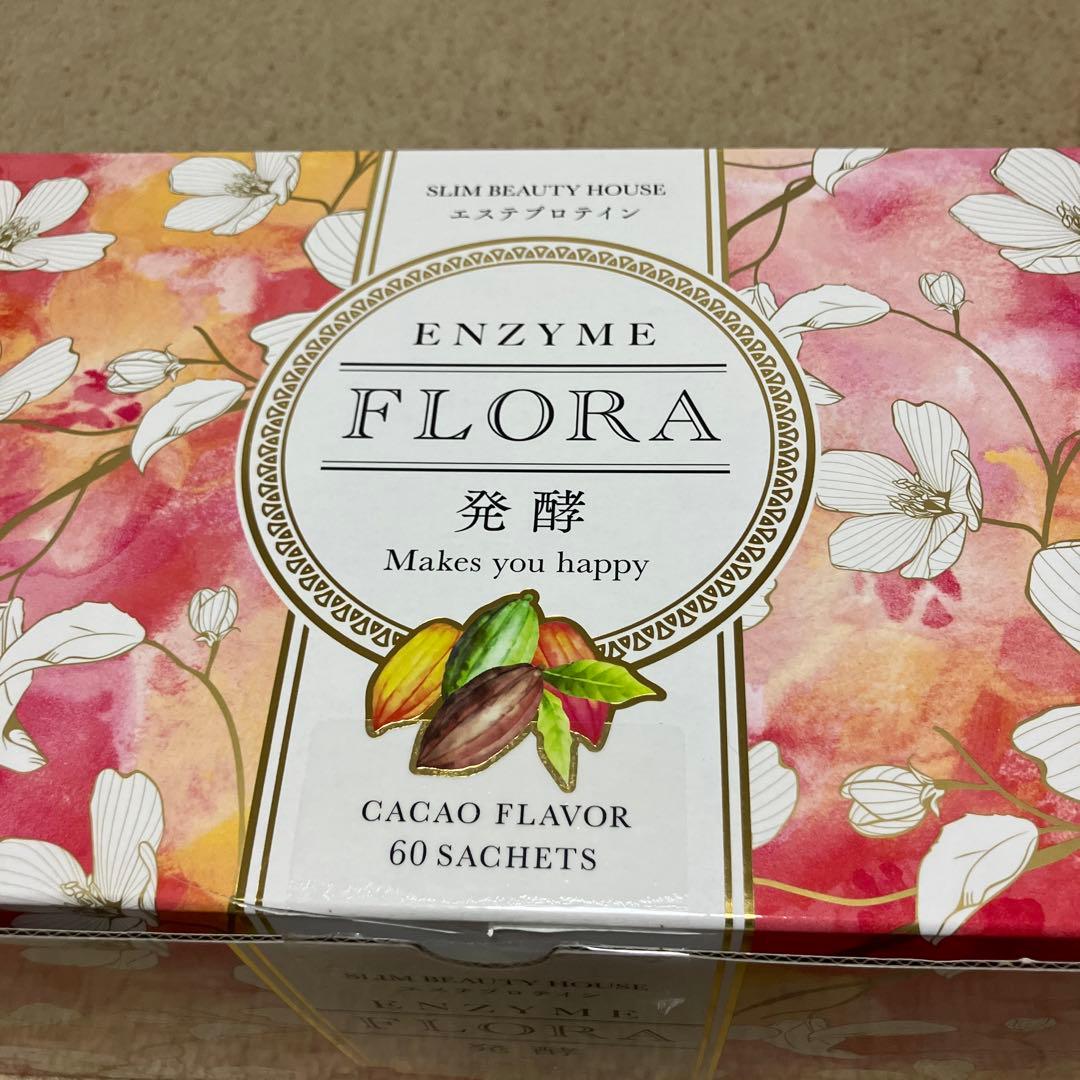 SLIM BEAUTY HOUSE
エステプロテイン
ENZYME
FLORA
発酵
Makes you happy
CACAO FLAVOR
60 SACHETS
SLIM BEAUTY HOUSE
エステプロテイン
ENZYME
FLORA
発酵